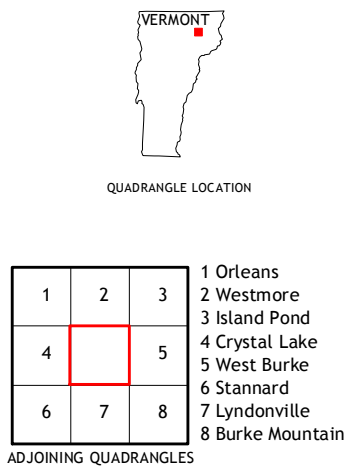 VERMONT
QUADRANGLE LOCATION
1 2 3
4 5
6 7 8
1 Orleans
2 Westmore
3 Island Pond
4 Crystal Lake
5 West Burke
6 Stannard
7 Lyndonville
8 Burke Mountain
ADJOINING QUADRANGLES